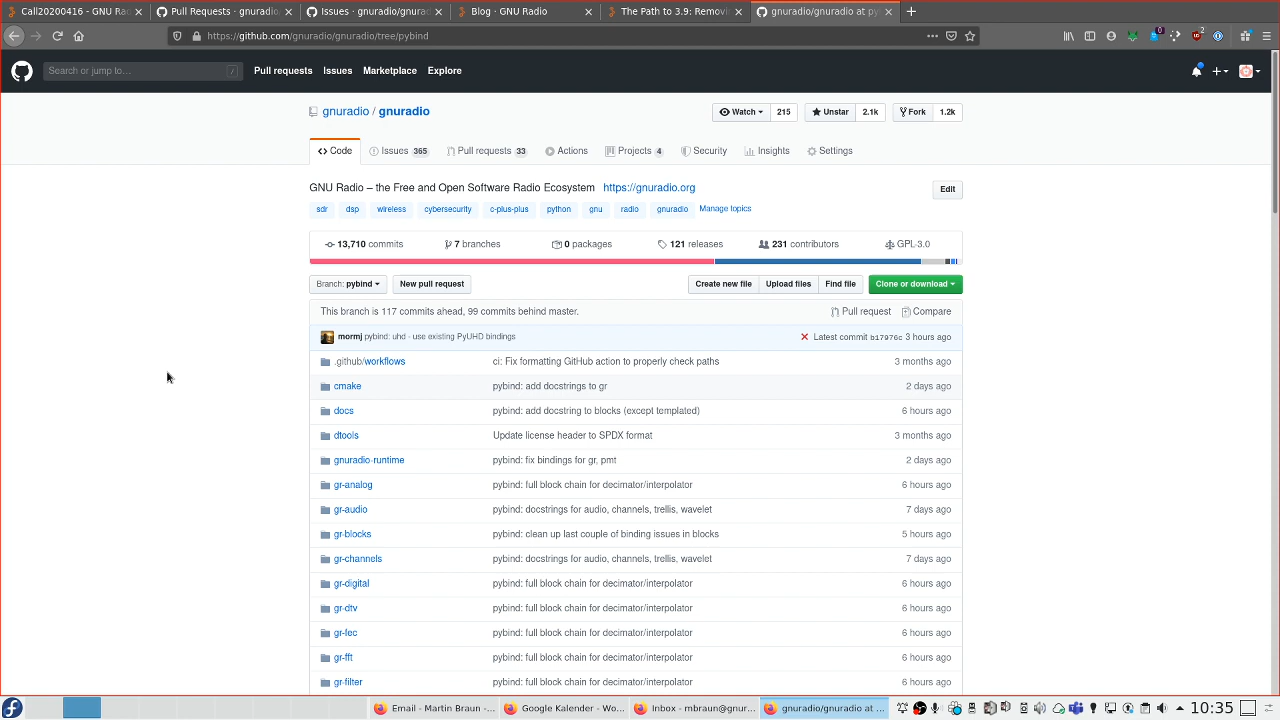 Call20200416 - GNU Ra
Pull Requests · gnuradio
Issues · gnuradio/gnurad
Blog - GNU Radio
The Path to 3.9: Removi
gnuradio/gnuradio at py
https://github.com/gnuradio/gnuradio/tree/pybind
Search or jump to…
/
Pull requests
Issues
Marketplace
Explore
gnuradio / gnuradio
Watch 215
Unstar 2.1k
Fork 1.2k
Code
Issues 365
Pull requests 33
Actions
Projects 4
Security
Insights
Settings
GNU Radio – the Free and Open Software Radio Ecosystem https://gnuradio.org
Edit
sdr dsp wireless cybersecurity c-plus-plus python gnu radio gnuradio Manage topics
13,710 commits
7 branches
0 packages
121 releases
231 contributors
GPL-3.0
Branch: pybind
New pull request
Create new file
Upload files
Find file
Clone or download
This branch is 117 commits ahead, 99 commits behind master.
Pull request
Compare
mormj pybind: uhd - use existing PyUHD bindings
Latest commit b17976c 3 hours ago
.github/workflows ci: Fix formatting GitHub action to properly check paths 3 months ago
cmake pybind: add docstrings to gr 2 days ago
docs pybind: add docstring to blocks (except templated) 6 hours ago
dtools Update license header to SPDX format 3 months ago
gnuradio-runtime pybind: fix bindings for gr, pmt 2 days ago
gr-analog pybind: full block chain for decimator/interpolator 6 hours ago
gr-audio pybind: docstrings for audio, channels, trellis, wavelet 7 days ago
gr-blocks pybind: clean up last couple of binding issues in blocks 5 hours ago
gr-channels pybind: docstrings for audio, channels, trellis, wavelet 7 days ago
gr-digital pybind: full block chain for decimator/interpolator 6 hours ago
gr-dtv pybind: full block chain for decimator/interpolator 6 hours ago
gr-fec pybind: full block chain for decimator/interpolator 6 hours ago
gr-fft pybind: full block chain for decimator/interpolator 6 hours ago
gr-filter pybind: full block chain for decimator/interpolator 6 hours ago
Email - Martin Braun -...
Google Kalender - Wo...
Inbox - mbraun@gnur...
gnuradio/gnuradio at ...
10:35